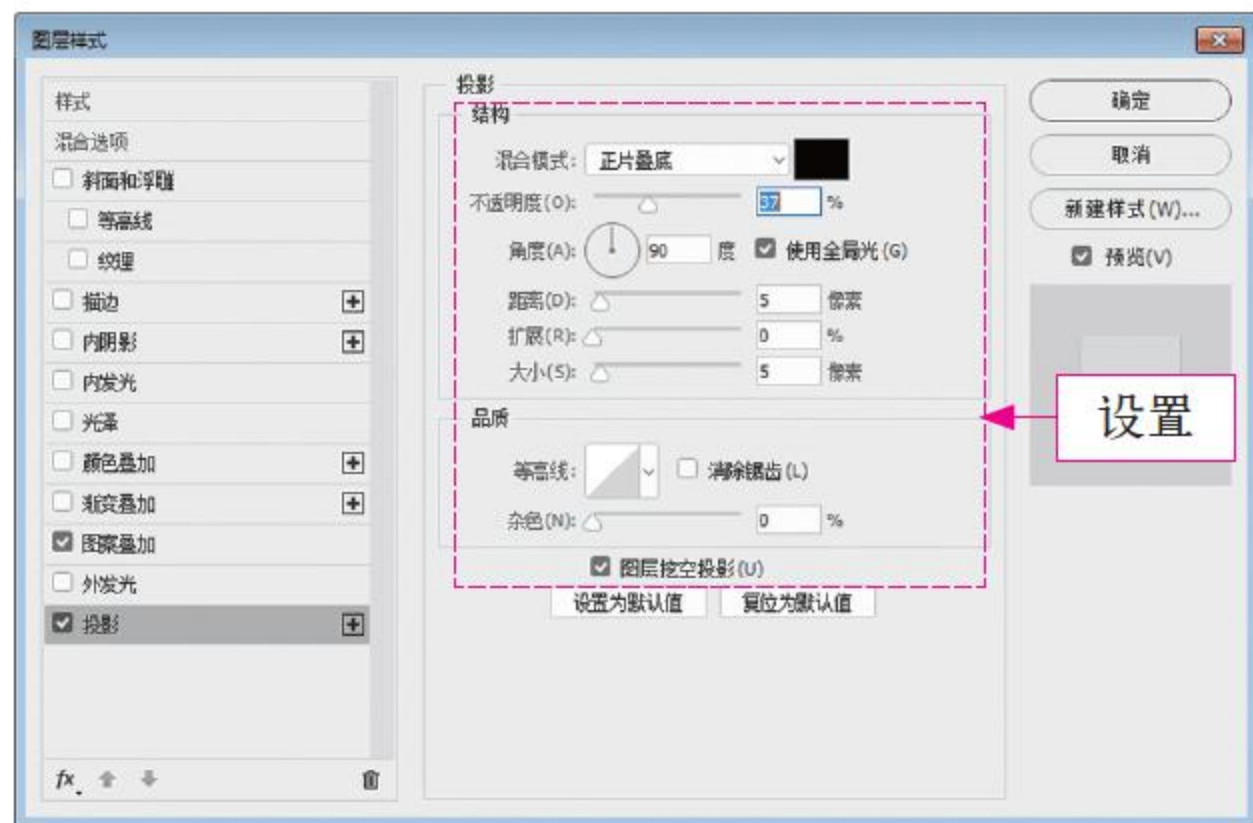 图层样式
样式
混合选项
斜面和浮雕
等高线
纹理
描边
内阴影
内发光
光泽
颜色叠加
渐变叠加
图案叠加
外发光
投影
fx
投影
结构
混合模式: 正片叠底
不透明度(O): 37 %
角度(A): 90 度 使用全局光(G)
距离(D): 5 像素
扩展(R): 0 %
大小(S): 5 像素
品质
等高线: 消除锯齿(L)
杂色(N): 0 %
图层挖空投影(U)
设置为默认值 复位为默认值
确定
取消
新建样式(W)...
预览(V)
设置